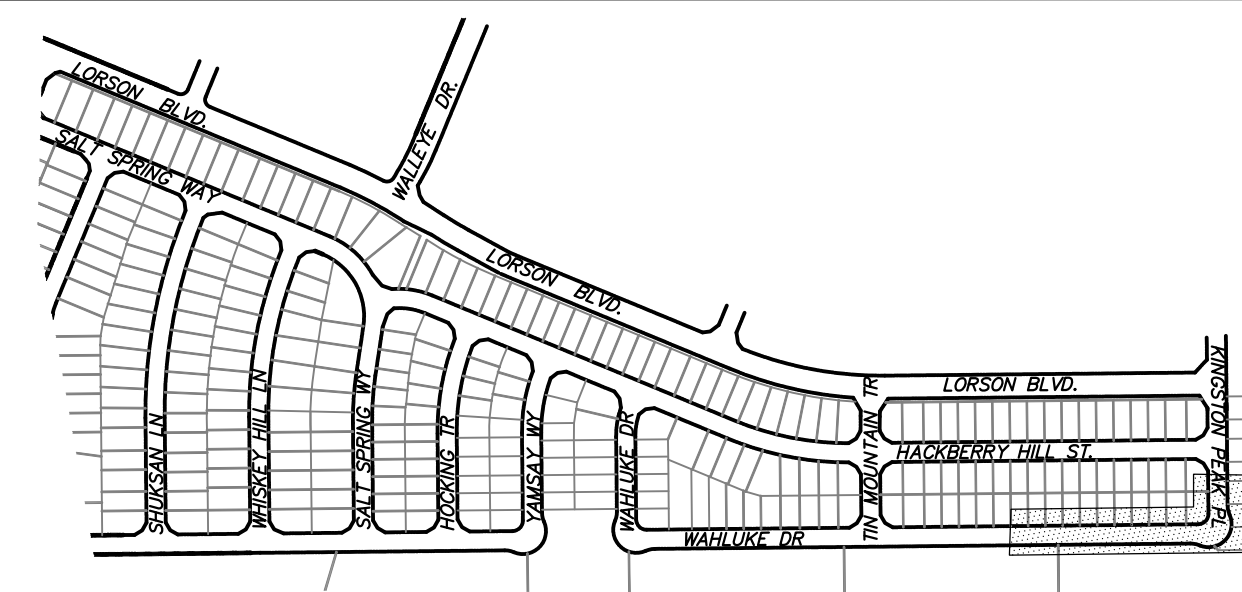 LORSON BLVD.
WALLEYE DR.
SALT SPRING WAY
LORSON BLVD.
LORSON BLVD.
KINGSTON PEAK PL
TIN MOUNTAIN TR
HACKBERRY HILL ST.
SHUKSAN LN
WHISKEY HILL LN
SALT SPRING WY
HOCKING TR
YAMSAY WY
WAHLUKE DR
WAHLUKE DR